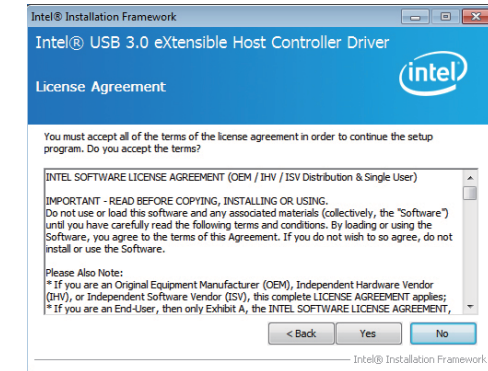 Intel® Installation Framework
Intel® USB 3.0 eXtensible Host Controller Driver
License Agreement
intel
You must accept all of the terms of the license agreement in order to continue the setup
program. Do you accept the terms?
INTEL SOFTWARE LICENSE AGREEMENT (OEM / IHV / ISV Distribution & Single User)
IMPORTANT - READ BEFORE COPYING, INSTALLING OR USING.
Do not use or load this software and any associated materials (collectively, the "Software")
until you have carefully read the following terms and conditions. By loading or using the
Software, you agree to the terms of this Agreement. If you do not wish to so agree, do not
install or use the Software.
Please Also Note:
* If you are an Original Equipment Manufacturer (OEM), Independent Hardware Vendor
(IHV), or Independent Software Vendor (ISV), this complete LICENSE AGREEMENT applies;
* If you are an End-User, then only Exhibit A, the INTEL SOFTWARE LICENSE AGREEMENT,
< Back Yes No
Intel® Installation Framework